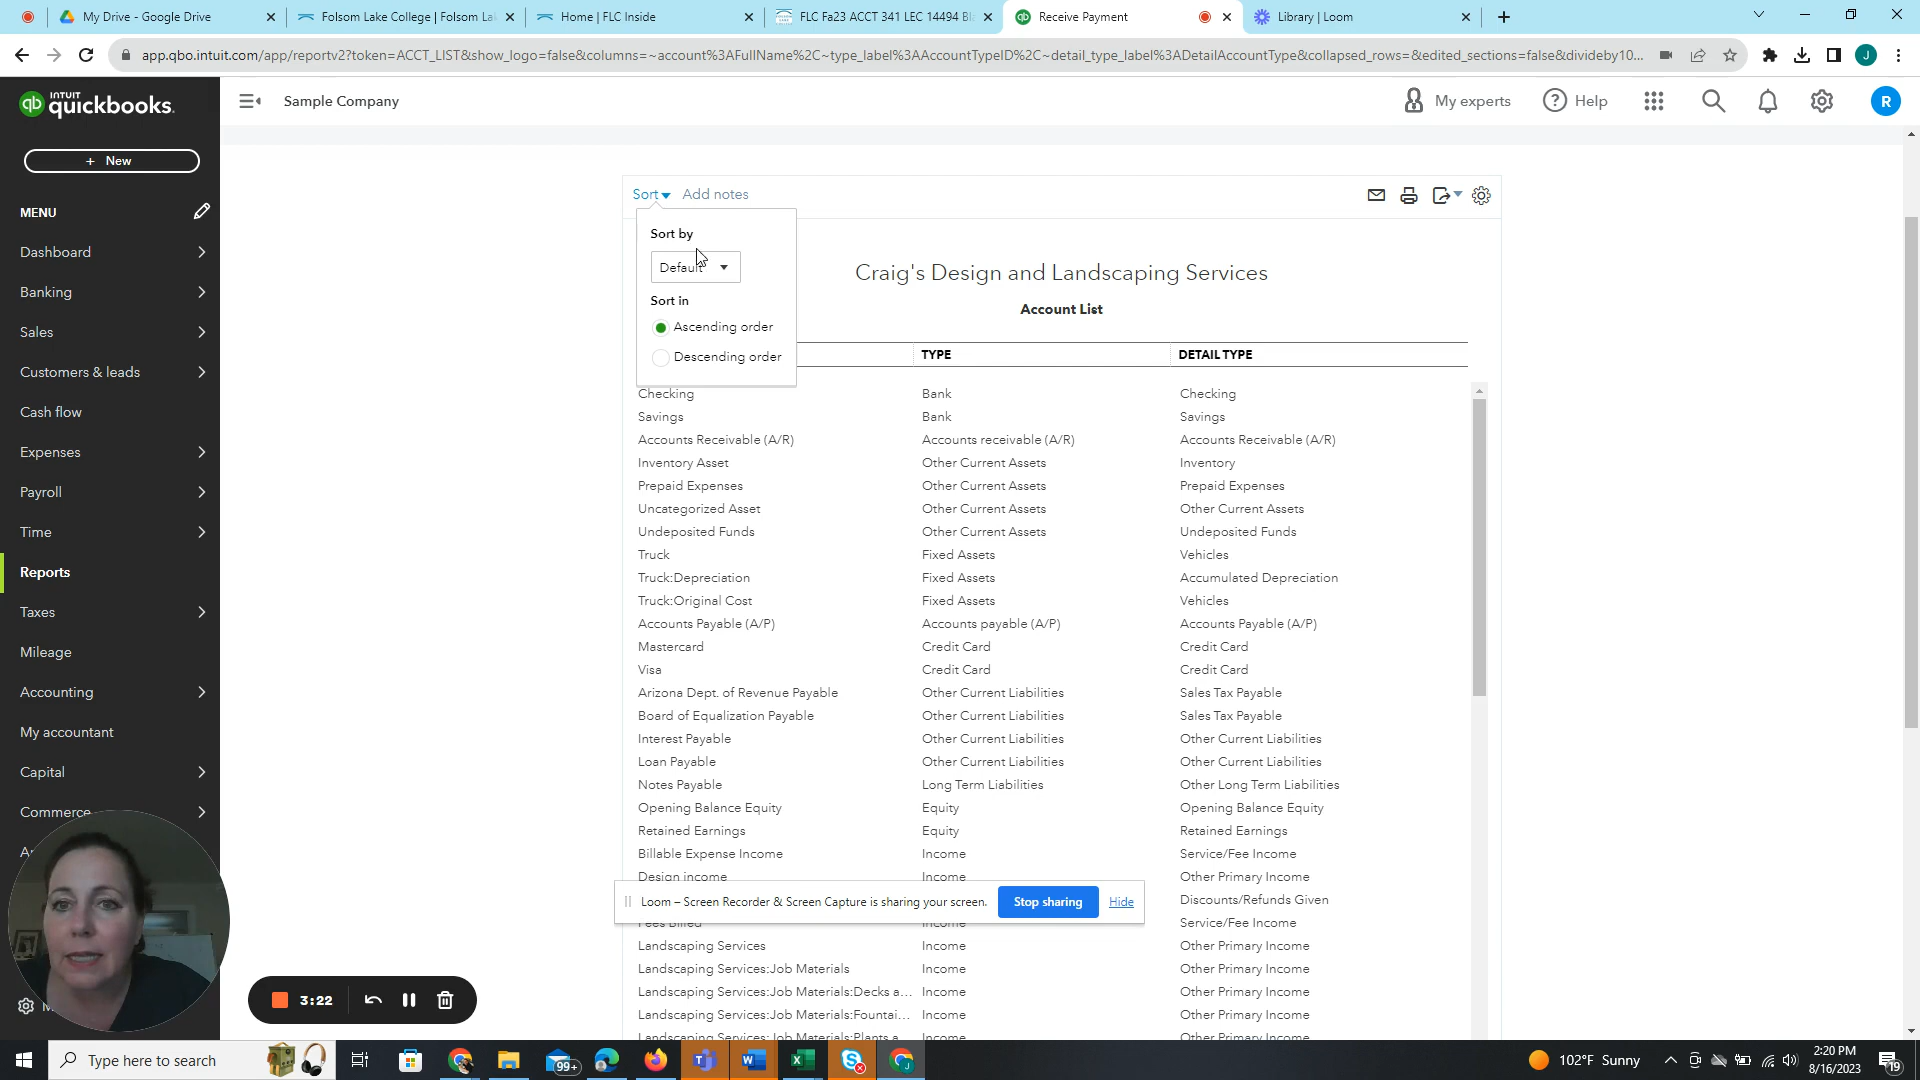 My Drive - Google Drive
Folsom Lake College | Folsom La
Home | FLC Inside
FLC Fa23 ACCT 341 LEC 14494 Bl
Receive Payment
Library | Loom
app.qbo.intuit.com/app/reportv2?token=ACCT_LIST&show_logo=false&columns=~account%3AFullName%2C~type_label%3AAccountTypeID%2C~detail_type_label%3ADetailAccountType&collapsed_rows=&edited_sections=false&divideby10...
J
INTUIT
quickbooks.
Sample Company
My experts
Help
R
+ New
MENU
Dashboard
Banking
Sales
Customers & leads
Cash flow
Expenses
Payroll
Time
Reports
Taxes
Mileage
Accounting
My accountant
Capital
Commerce
Sort
Add notes
Sort by
Default
Sort in
Ascending order
Descending order
Craig's Design and Landscaping Services
Account List
TYPE DETAIL TYPE
Checking Bank Checking
Savings Bank Savings
Accounts Receivable (A/R) Accounts receivable (A/R) Accounts Receivable (A/R)
Inventory Asset Other Current Assets Inventory
Prepaid Expenses Other Current Assets Prepaid Expenses
Uncategorized Asset Other Current Assets Other Current Assets
Undeposited Funds Other Current Assets Undeposited Funds
Truck Fixed Assets Vehicles
Truck:Depreciation Fixed Assets Accumulated Depreciation
Truck:Original Cost Fixed Assets Vehicles
Accounts Payable (A/P) Accounts payable (A/P) Accounts Payable (A/P)
Mastercard Credit Card Credit Card
Visa Credit Card Credit Card
Arizona Dept. of Revenue Payable Other Current Liabilities Sales Tax Payable
Board of Equalization Payable Other Current Liabilities Sales Tax Payable
Interest Payable Other Current Liabilities Other Current Liabilities
Loan Payable Other Current Liabilities Other Current Liabilities
Notes Payable Long Term Liabilities Other Long Term Liabilities
Opening Balance Equity Equity Opening Balance Equity
Retained Earnings Equity Retained Earnings
Billable Expense Income Income Service/Fee Income
Design income Income Other Primary Income
Discounts/Refunds Given
Fees Billed Income Service/Fee Income
Landscaping Services Income Other Primary Income
Landscaping Services:Job Materials Income Other Primary Income
Landscaping Services:Job Materials:Decks a... Income Other Primary Income
Landscaping Services:Job Materials:Fountai... Income Other Primary Income
Landscaping Services:Job Materials:Plants a Income Other Primary Income
Loom – Screen Recorder & Screen Capture is sharing your screen.
Stop sharing
Hide
3:22
Type here to search
99+
102°F Sunny
2:20 PM
8/16/2023
19